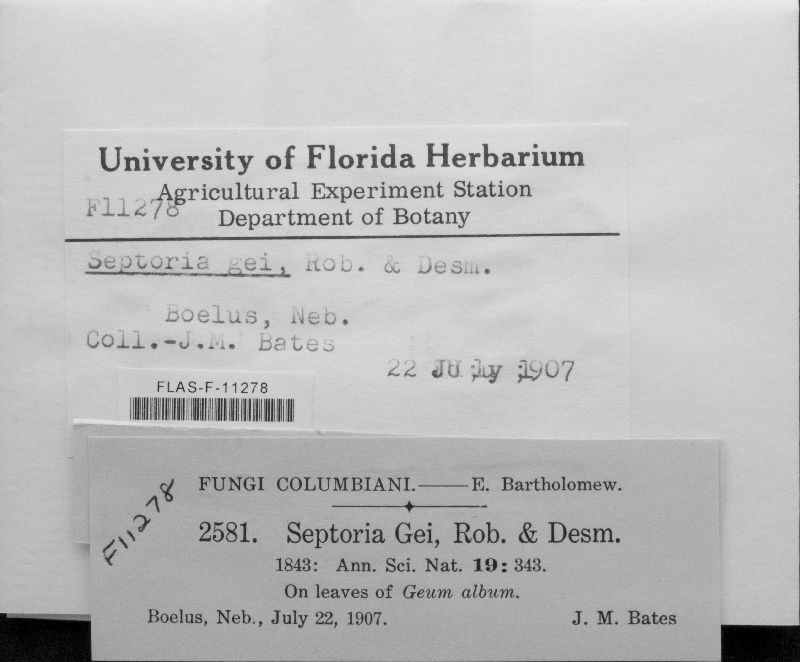 University of Florida Herbarium
Agricultural Experiment Station
F11278
Department of Botany
Septoria gei, Rob. & Desm.
Boelus, Neb.
Coll.-J.M. Bates
22 July, 1907
FLAS-F-11278
F11278
FUNGI COLUMBIANI.——E. Bartholomew.
2581. Septoria Gei, Rob. & Desm.
1843: Ann. Sci. Nat. 19: 343.
On leaves of Geum album.
Boelus, Neb., July 22, 1907. J. M. Bates